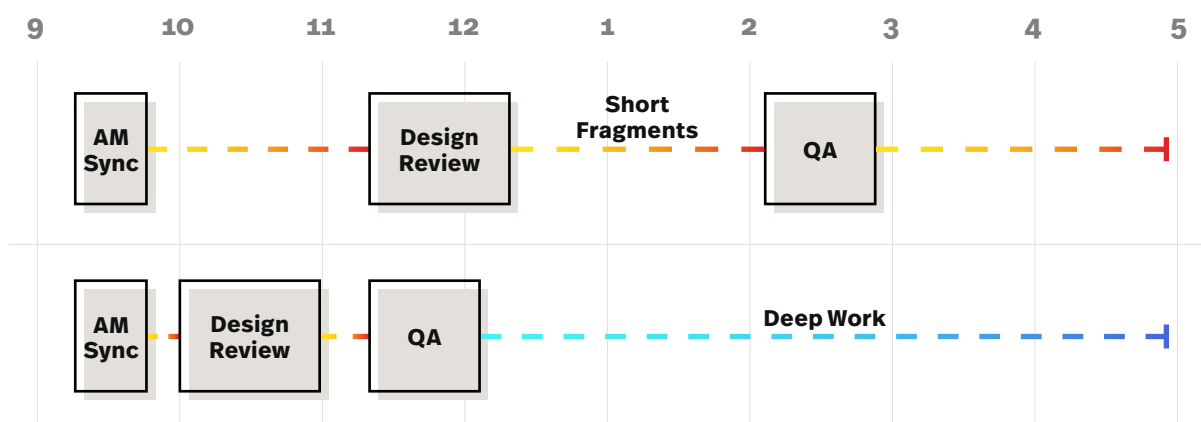 9 10 11 12 1 2 3 4 5
Short
Fragments
AM
Sync
Design
Review
QA
Deep Work
AM
Sync
Design
Review
QA